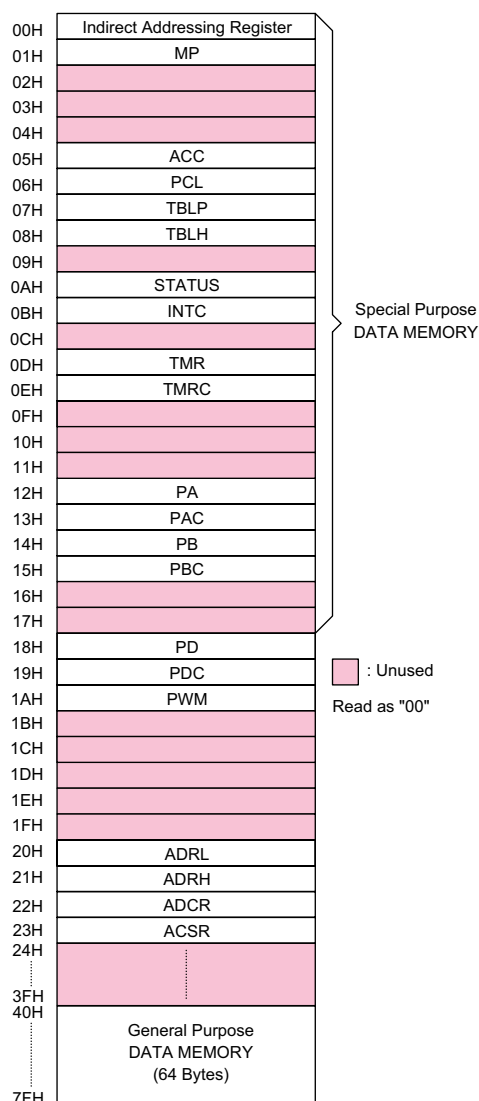 00H Indirect Addressing Register
01H MP
02H
03H
04H
05H ACC
06H PCL
07H TBLP
08H TBLH
09H
0AH STATUS
0BH INTC
0CH
0DH TMR
0EH TMRC
0FH
10H
11H
12H PA
13H PAC
14H PB
15H PBC
16H
17H
Special Purpose
DATA MEMORY
18H PD
19H PDC
1AH PWM
1BH
1CH
1DH
1EH
1FH
: Unused
Read as "00"
20H ADRL
21H ADRH
22H ADCR
23H ACSR
24H
3FH
40H
General Purpose
DATA MEMORY
(64 Bytes)
7FH